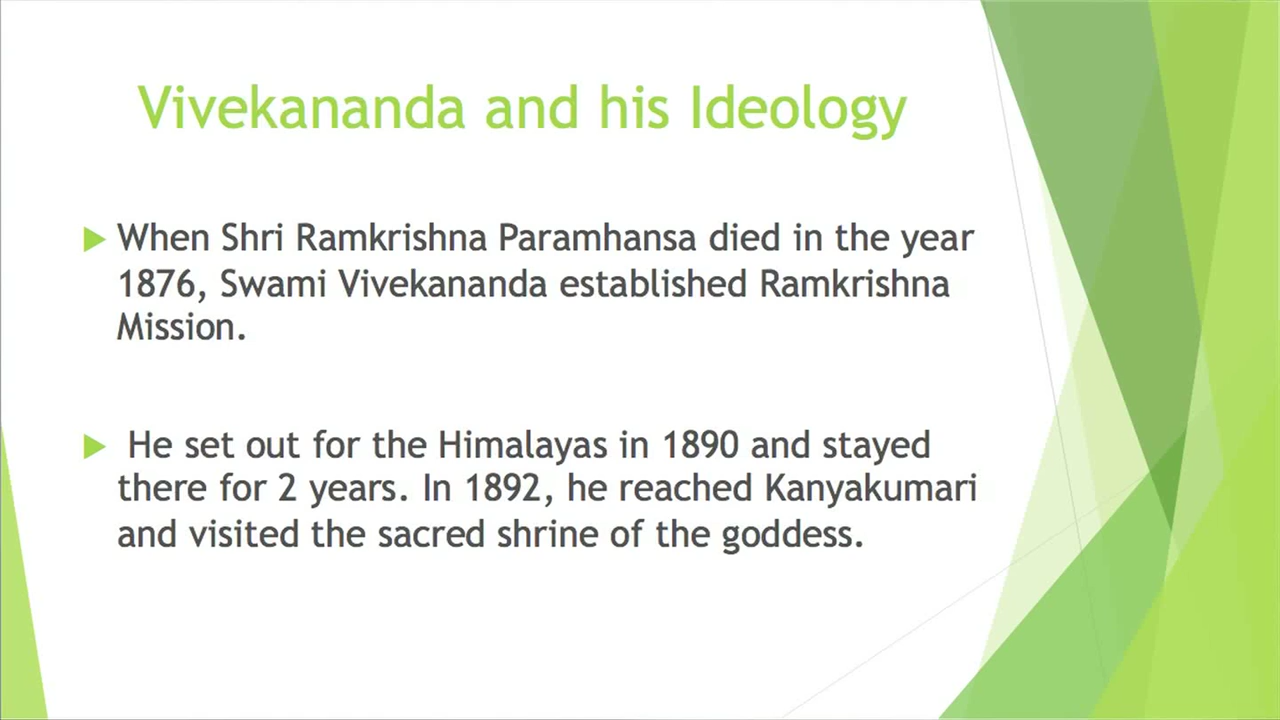 Vivekananda and his Ideology
When Shri Ramkrishna Paramhansa died in the year
1876, Swami Vivekananda established Ramkrishna
Mission.
He set out for the Himalayas in 1890 and stayed
there for 2 years. In 1892, he reached Kanyakumari
and visited the sacred shrine of the goddess.